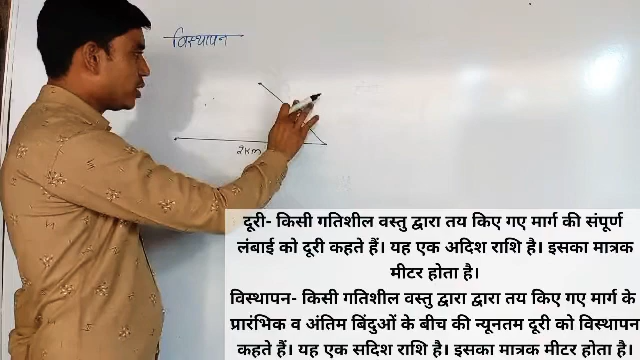 विस्थापन
2km
दूरी- किसी गतिशील वस्तु द्वारा तय किए गए मार्ग की संपूर्ण
लंबाई को दूरी कहते हैं। यह एक अदिश राशि है। इसका मात्रक
मीटर होता है।
विस्थापन- किसी गतिशील वस्तु द्वारा द्वारा तय किए गए मार्ग के
प्रारंभिक व अंतिम बिंदुओं के बीच की न्यूनतम दूरी को विस्थापन
कहते हैं। यह एक सदिश राशि है। इसका मात्रक मीटर होता है।